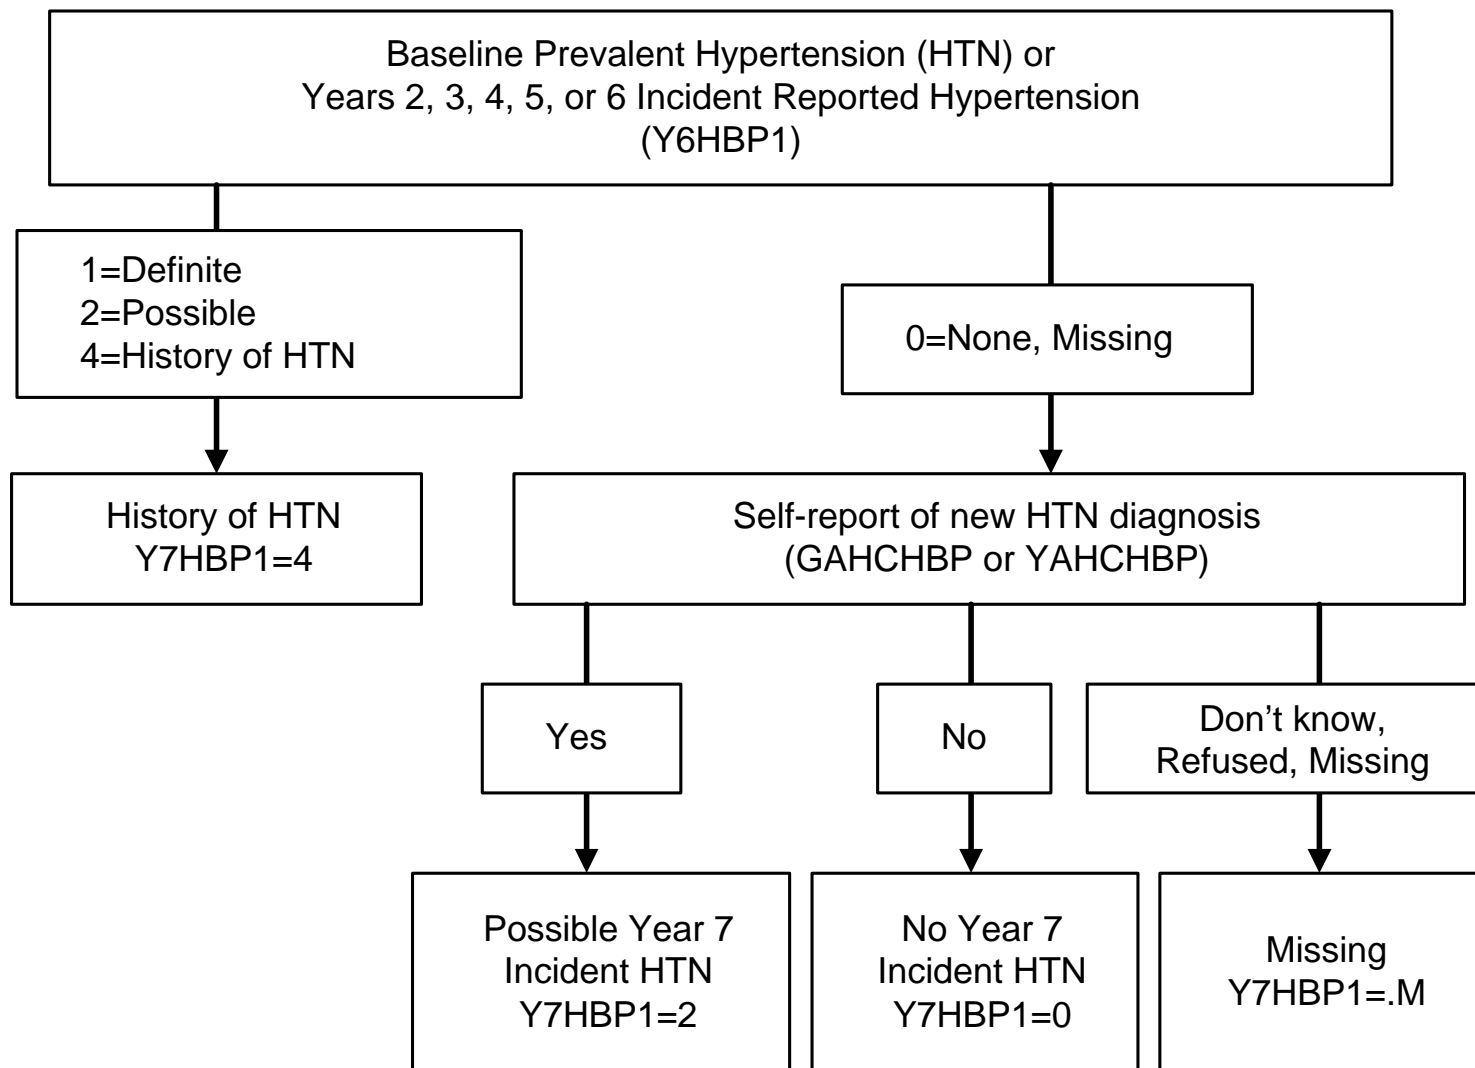 Baseline Prevalent Hypertension (HTN) or
Years 2, 3, 4, 5, or 6 Incident Reported Hypertension
(Y6HBP1)
1=Definite
2=Possible
4=History of HTN
0=None, Missing
History of HTN
Y7HBP1=4
Self-report of new HTN diagnosis
(GAHCHBP or YAHCHBP)
Yes
No
Don’t know,
Refused, Missing
Possible Year 7
Incident HTN
Y7HBP1=2
No Year 7
Incident HTN
Y7HBP1=0
Missing
Y7HBP1=.M